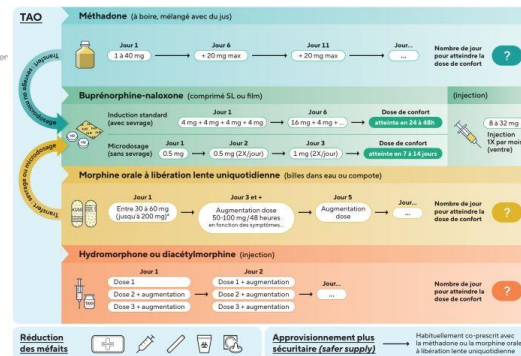 TAO
Méthadone (à boire, mélangé avec du jus)
Jour 1
1 à 40 mg
Jour 6
+ 20 mg max
Jour 11
+ 20 mg max
Jour...
...
Nombre de jour
pour atteindre la
dose de confort
?
Transfert : sevrage ou microdosage
Buprénorphine-naloxone (comprimé SL ou film)
(injection)
Induction standard
(avec sevrage)
Jour 1
4 mg + 4 mg + 4 mg + 4 mg
Jour 6
16 mg + 4 mg + ...
Dose de confort
atteinte en 24 à 48h
Microdosage
(sans sevrage)
Jour 1
0.5 mg
Jour 2
0.5 mg (2X/jour)
Jour 3
1 mg (2X/jour)
Dose de confort
atteinte en 7 à 14 jours
8 à 32 mg
Injection
1X par mois
(ventre)
Transfert : sevrage ou microdosage
Morphine orale à libération lente uniquotidienne (billes dans eau ou compote)
Jour 1
Entre 30 à 60 mg
(jusqu'à 200 mg)*
Jour 3 et +
Augmentation dose
50-100 mg/48 heures
en fonction des symptômes...
Jour 5
Augmentation
dose
Jour...
...
Nombre de jour
pour atteindre la
dose de confort
?
Hydromorphone ou diacétylmorphine (injection)
Jour 1
Dose 1
Dose 2 + augmentation
Dose 3 + augmentation
Jour 2
Dose 1 + augmentation
Dose 2 + augmentation
Dose 3 + augmentation
Jour...
...
Nombre de jour
pour atteindre la
dose de confort
?
Réduction
des méfaits
Approvisionnement plus
sécuritaire (safer supply)
Habituellement co-prescrit avec
la méthadone ou la morphine orale
à libération lente uniquotidienne